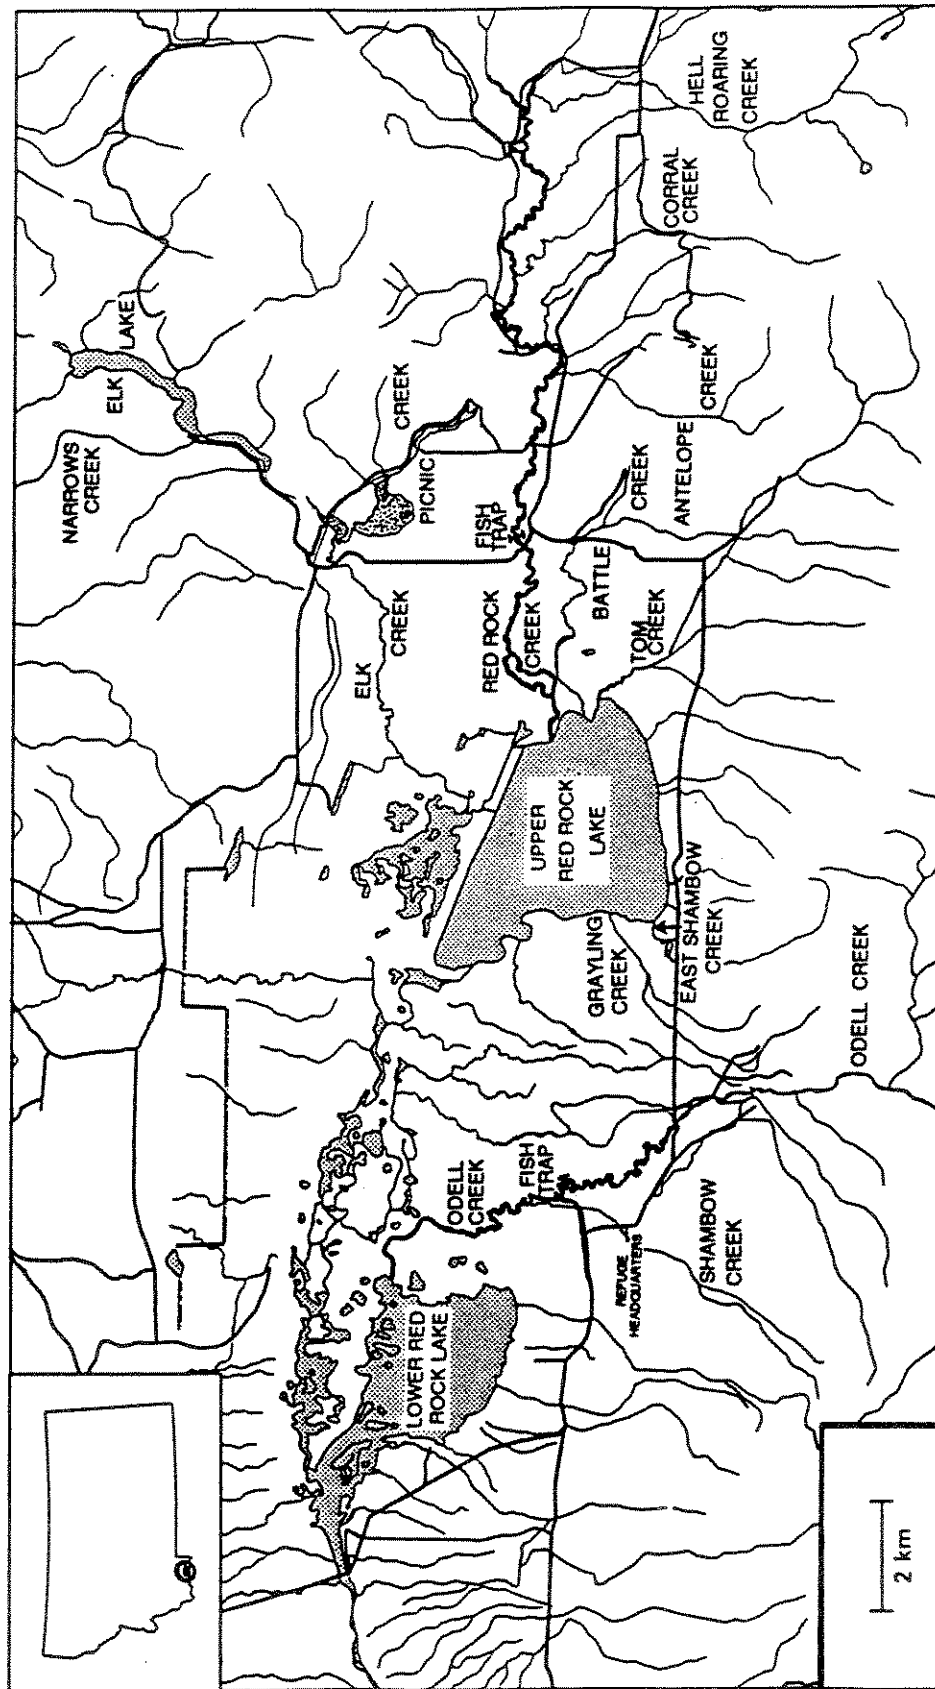 NARROWS
CREEK
ELK
LAKE
PICNIC
CREEK
ELK
CREEK
FISH
TRAP
RED ROCK
CREEK
BATTLE
CREEK
ANTELOPE
CREEK
TOM
CREEK
CORRAL
CREEK
HELL
ROARING
CREEK
UPPER
RED ROCK
LAKE
GRAYLING
CREEK
EAST SHAMBOW
CREEK
ODELL CREEK
ODELL
CREEK
FISH
TRAP
LOWER RED
ROCK LAKE
REFUGE
HEADQUARTERS
SHAMBOW
CREEK
2 km